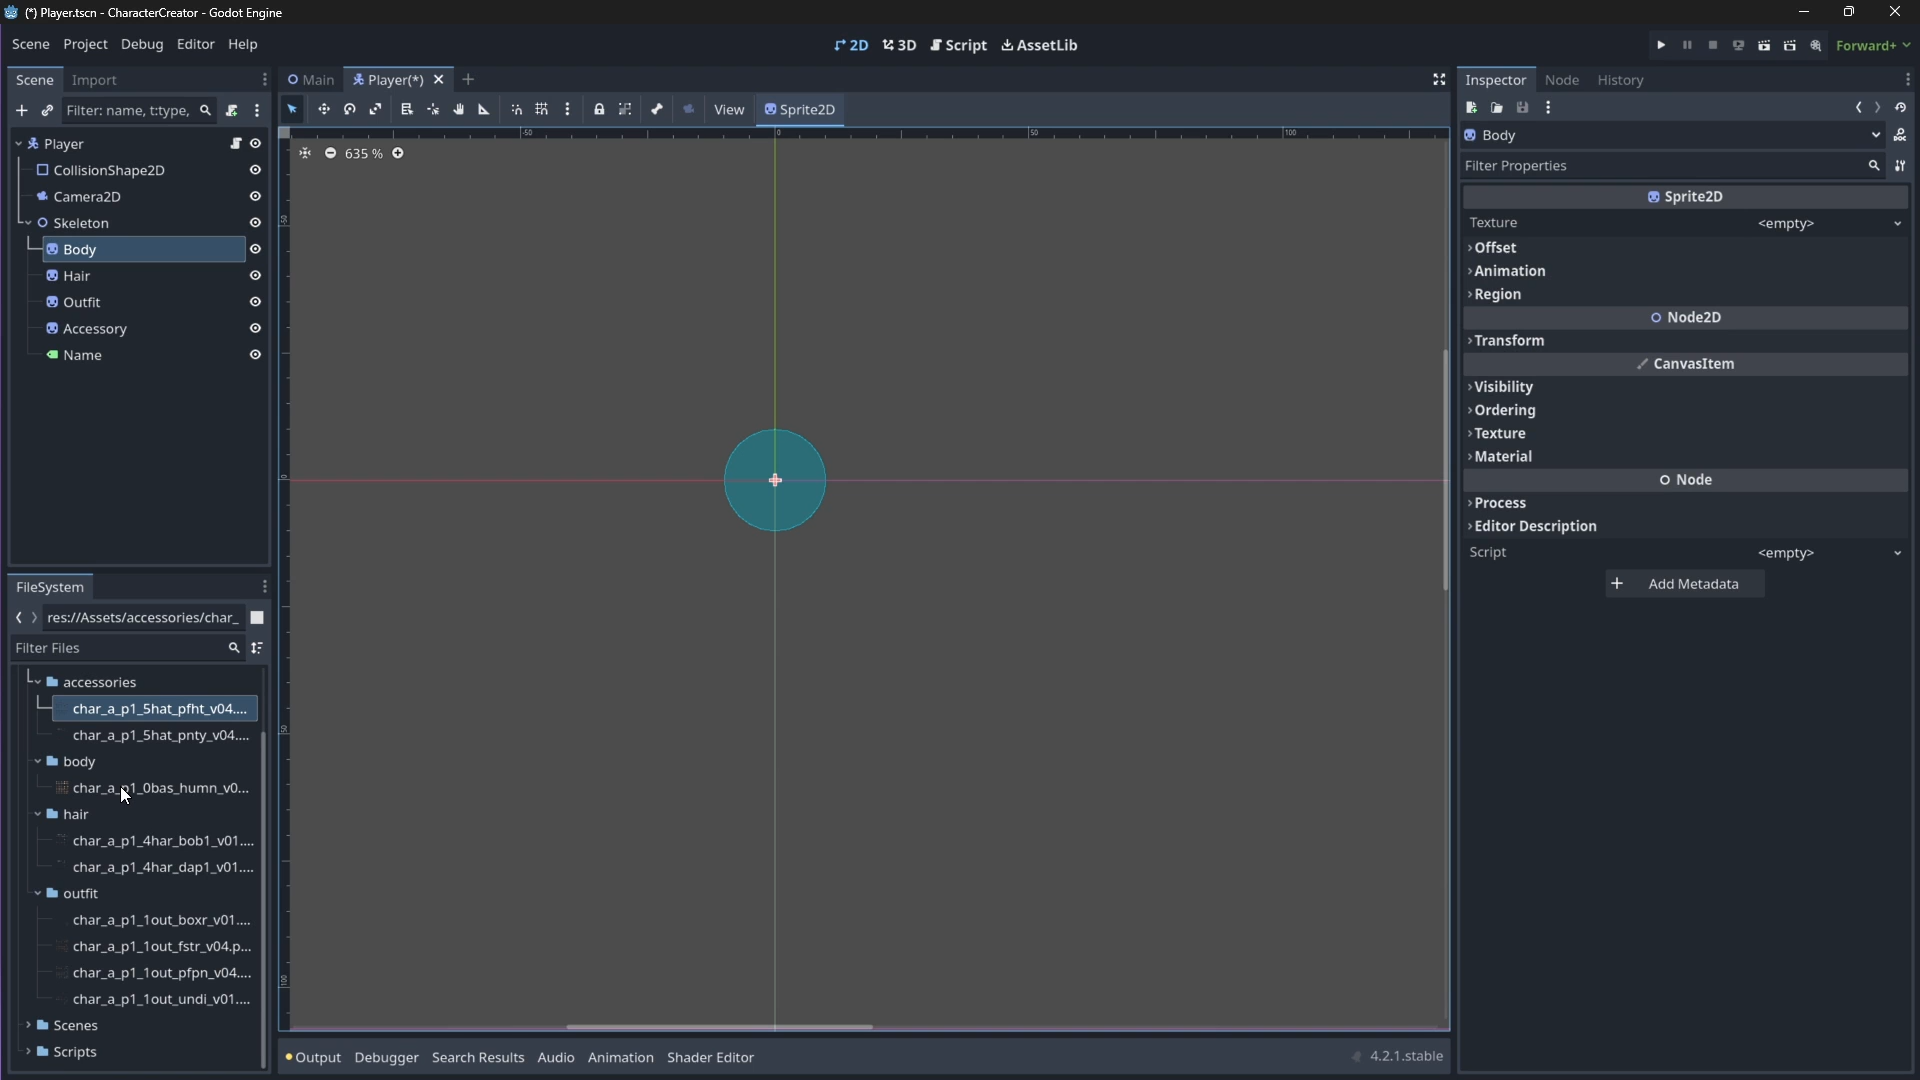 (*) Player.tscn - CharacterCreator - Godot Engine
Scene Project Debug Editor Help
2D 3D Script AssetLib
Forward+
Scene Import
Main Player(*)
Inspector Node History
Filter: name, t:type,
View Sprite2D
Player
CollisionShape2D
Camera2D
Skeleton
Body
Hair
Outfit
Accessory
Name
-50 0 50 100
635 %
-50
0
50
100
Body
Filter Properties
Sprite2D
Texture <empty>
Offset
Animation
Region
Node2D
Transform
CanvasItem
Visibility
Ordering
Texture
Material
Node
Process
Editor Description
Script <empty>
+ Add Metadata
FileSystem
res://Assets/accessories/char_
Filter Files
accessories
char_a_p1_5hat_pfht_v04....
char_a_p1_5hat_pnty_v04....
body
char_a_p1_0bas_humn_v0...
hair
char_a_p1_4har_bob1_v01....
char_a_p1_4har_dap1_v01....
outfit
char_a_p1_1out_boxr_v01....
char_a_p1_1out_fstr_v04.p...
char_a_p1_1out_pfpn_v04....
char_a_p1_1out_undi_v01....
Scenes
Scripts
Output Debugger Search Results Audio Animation Shader Editor
4.2.1.stable